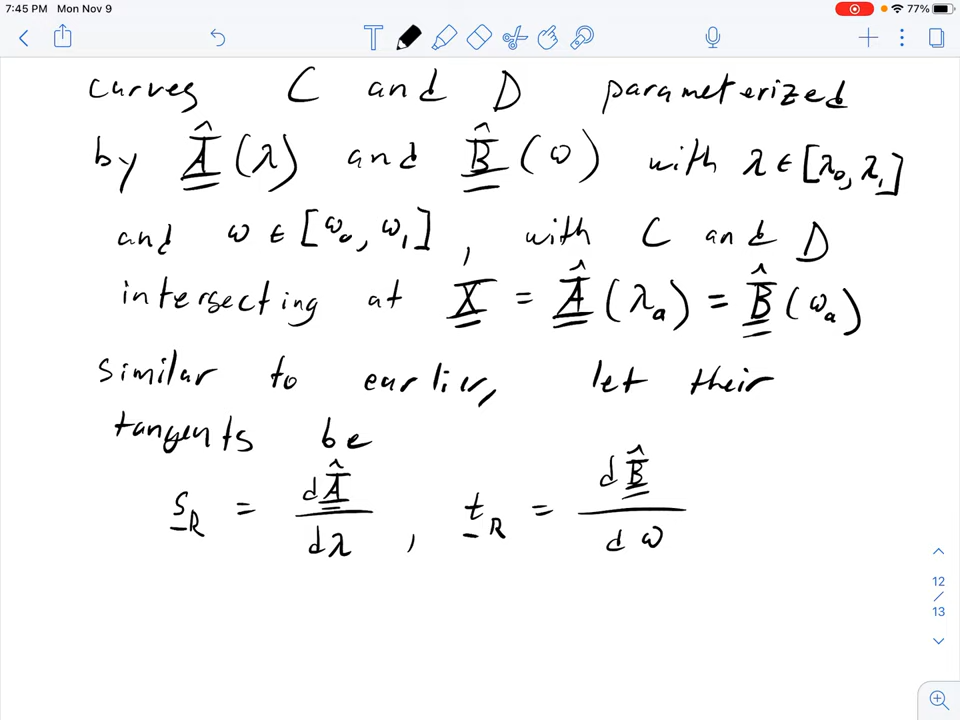 7:45 PM Mon Nov 9
77%
curves C and D parameterized
by Â(λ) and B̂(ω) with λ ∈ [λ₀, λ₁]
and ω ∈ [ω₀, ω₁], with C and D
intersecting at X = Â(λₐ) = B̂(ωₐ)
similar to earlier, let their
tangents be
s_R = dÂ/dλ, t_R = dB̂/dω
12
/
13